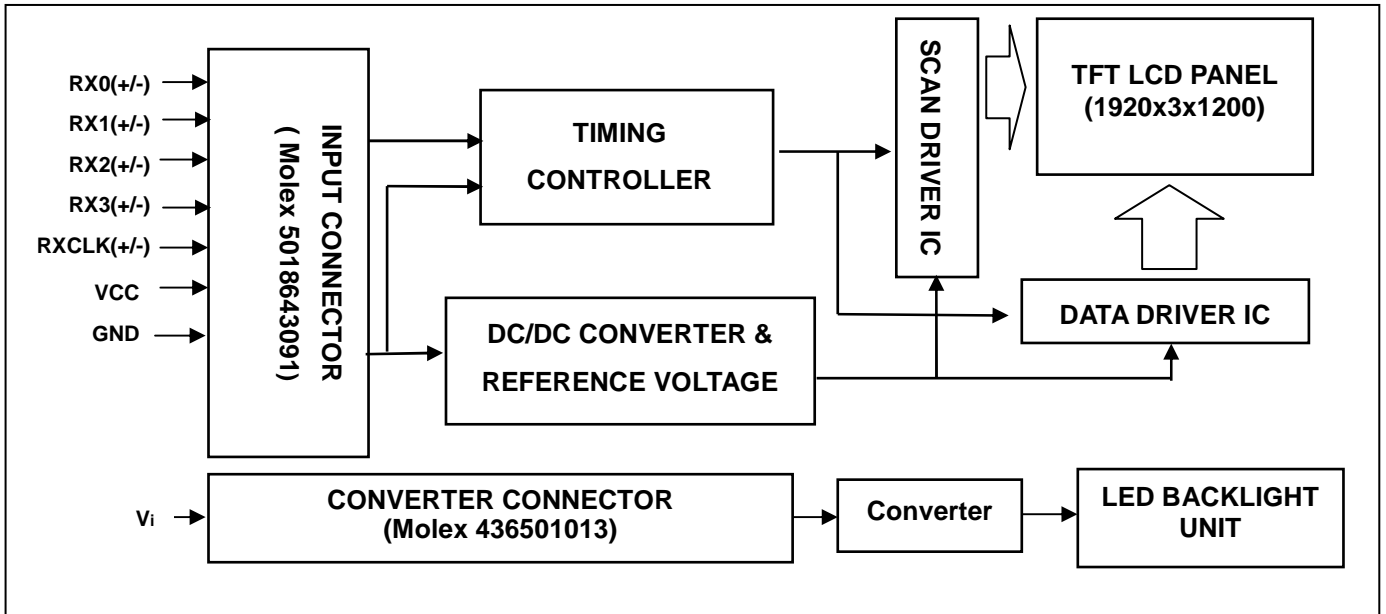 RX0(+/-)
RX1(+/-)
RX2(+/-)
RX3(+/-)
RXCLK(+/-)
VCC
GND
INPUT CONNECTOR
( Molex 5018643091)
TIMING
CONTROLLER
DC/DC CONVERTER &
REFERENCE VOLTAGE
SCAN DRIVER IC
TFT LCD PANEL
(1920x3x1200)
DATA DRIVER IC
Vi
CONVERTER CONNECTOR
(Molex 436501013)
Converter
LED BACKLIGHT
UNIT